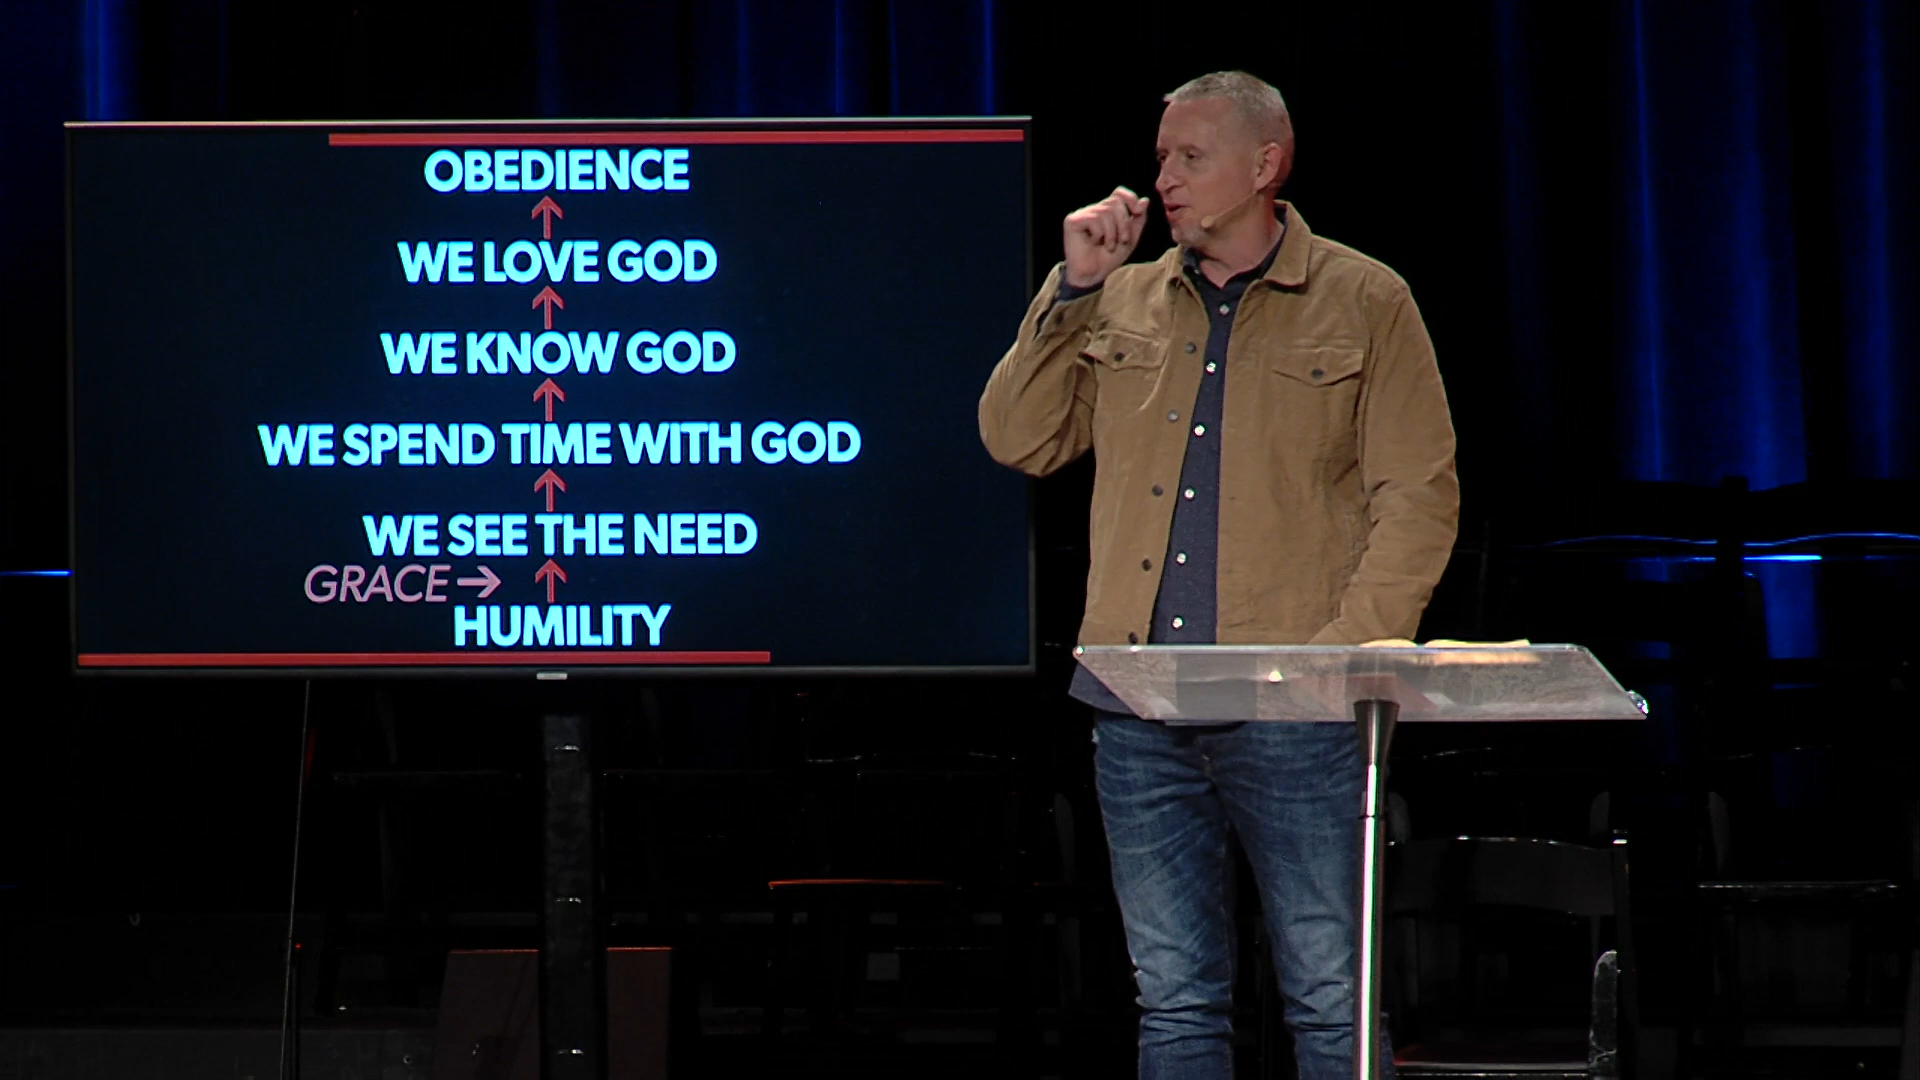 OBEDIENCE
↑
WE LOVE GOD
↑
WE KNOW GOD
↑
WE SPEND TIME WITH GOD
↑
WE SEE THE NEED
GRACE → ↑
HUMILITY